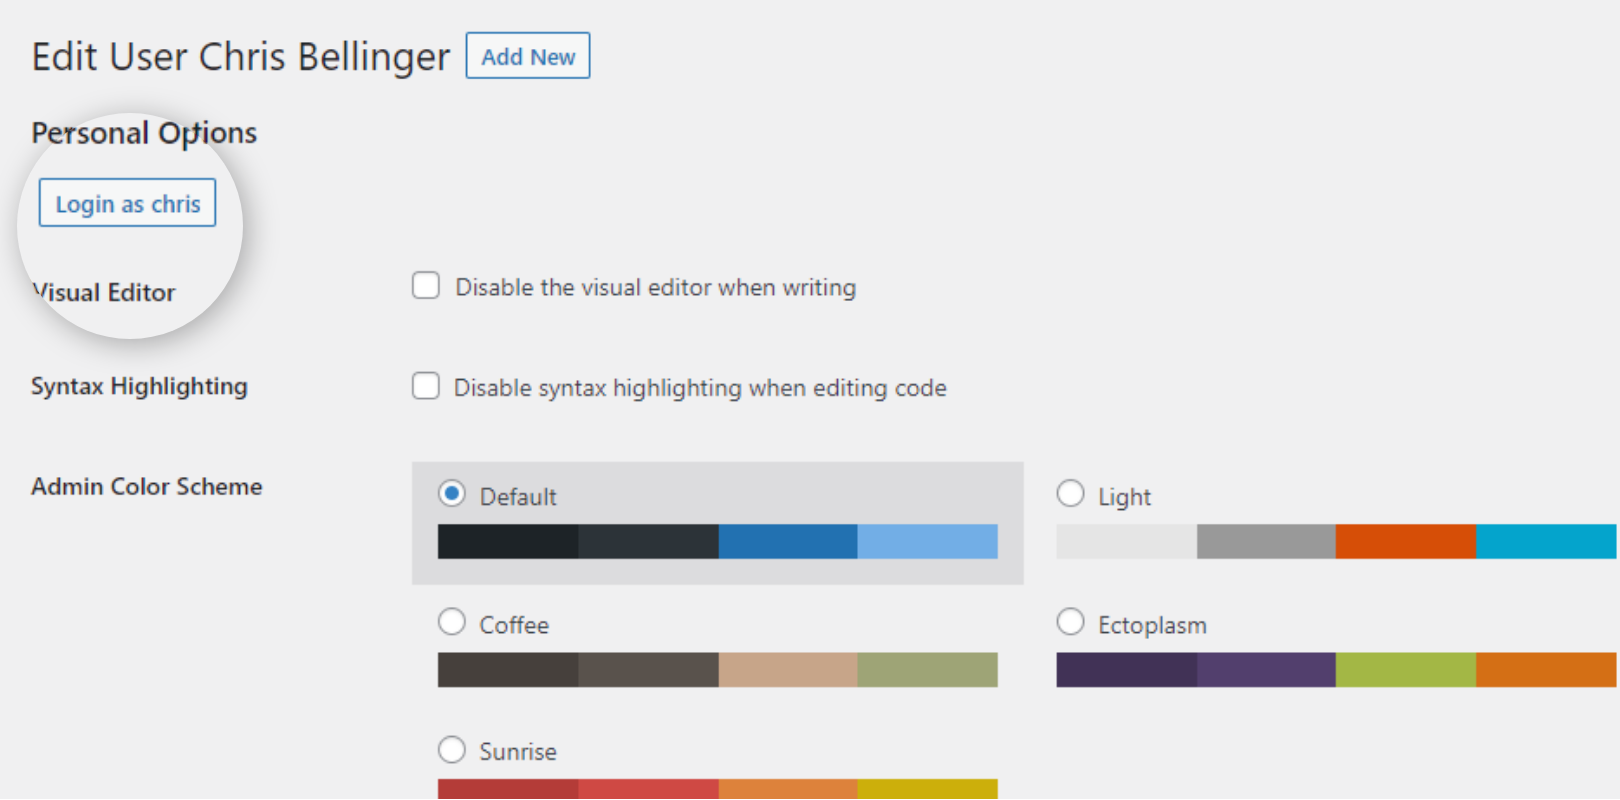 Edit User Chris Bellinger Add New
Personal Options
Login as chris
Visual Editor Disable the visual editor when writing
Syntax Highlighting Disable syntax highlighting when editing code
Admin Color Scheme Default Light
Coffee Ectoplasm
Sunrise